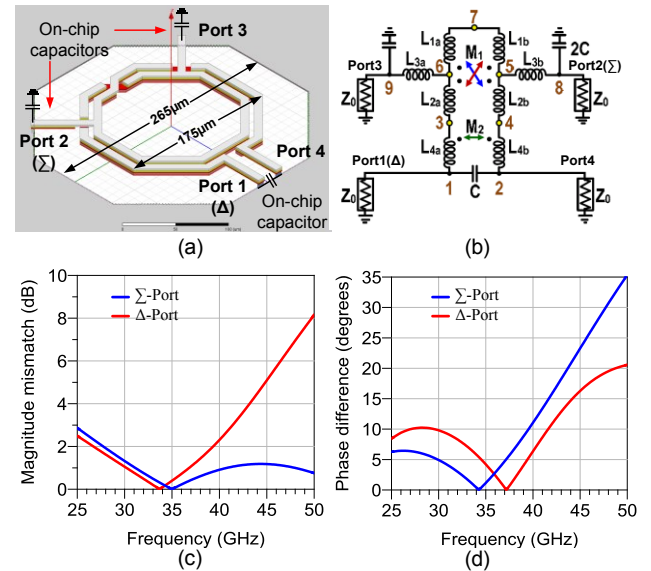 On-chip
capacitors
Port 3
265μm
175μm
Port 2
(∑)
Port 4
Port 1
(Δ)
On-chip
capacitor
(a)
7
L1a
L1b
M1
2C
Port3
L3a
6
5
L3b
Port2(∑)
9
8
Z0
L2a
L2b
Z0
3
4
M2
L4a
L4b
Port1(Δ)
Port4
Z0
1
C
2
Z0
(b)
Magnitude mismatch (dB)
10
8
6
4
2
0
∑-Port
Δ-Port
25 30 35 40 45 50
Frequency (GHz)
(c)
Phase difference (degrees)
35
30
25
20
15
10
5
0
∑-Port
Δ-Port
25 30 35 40 45 50
Frequency (GHz)
(d)